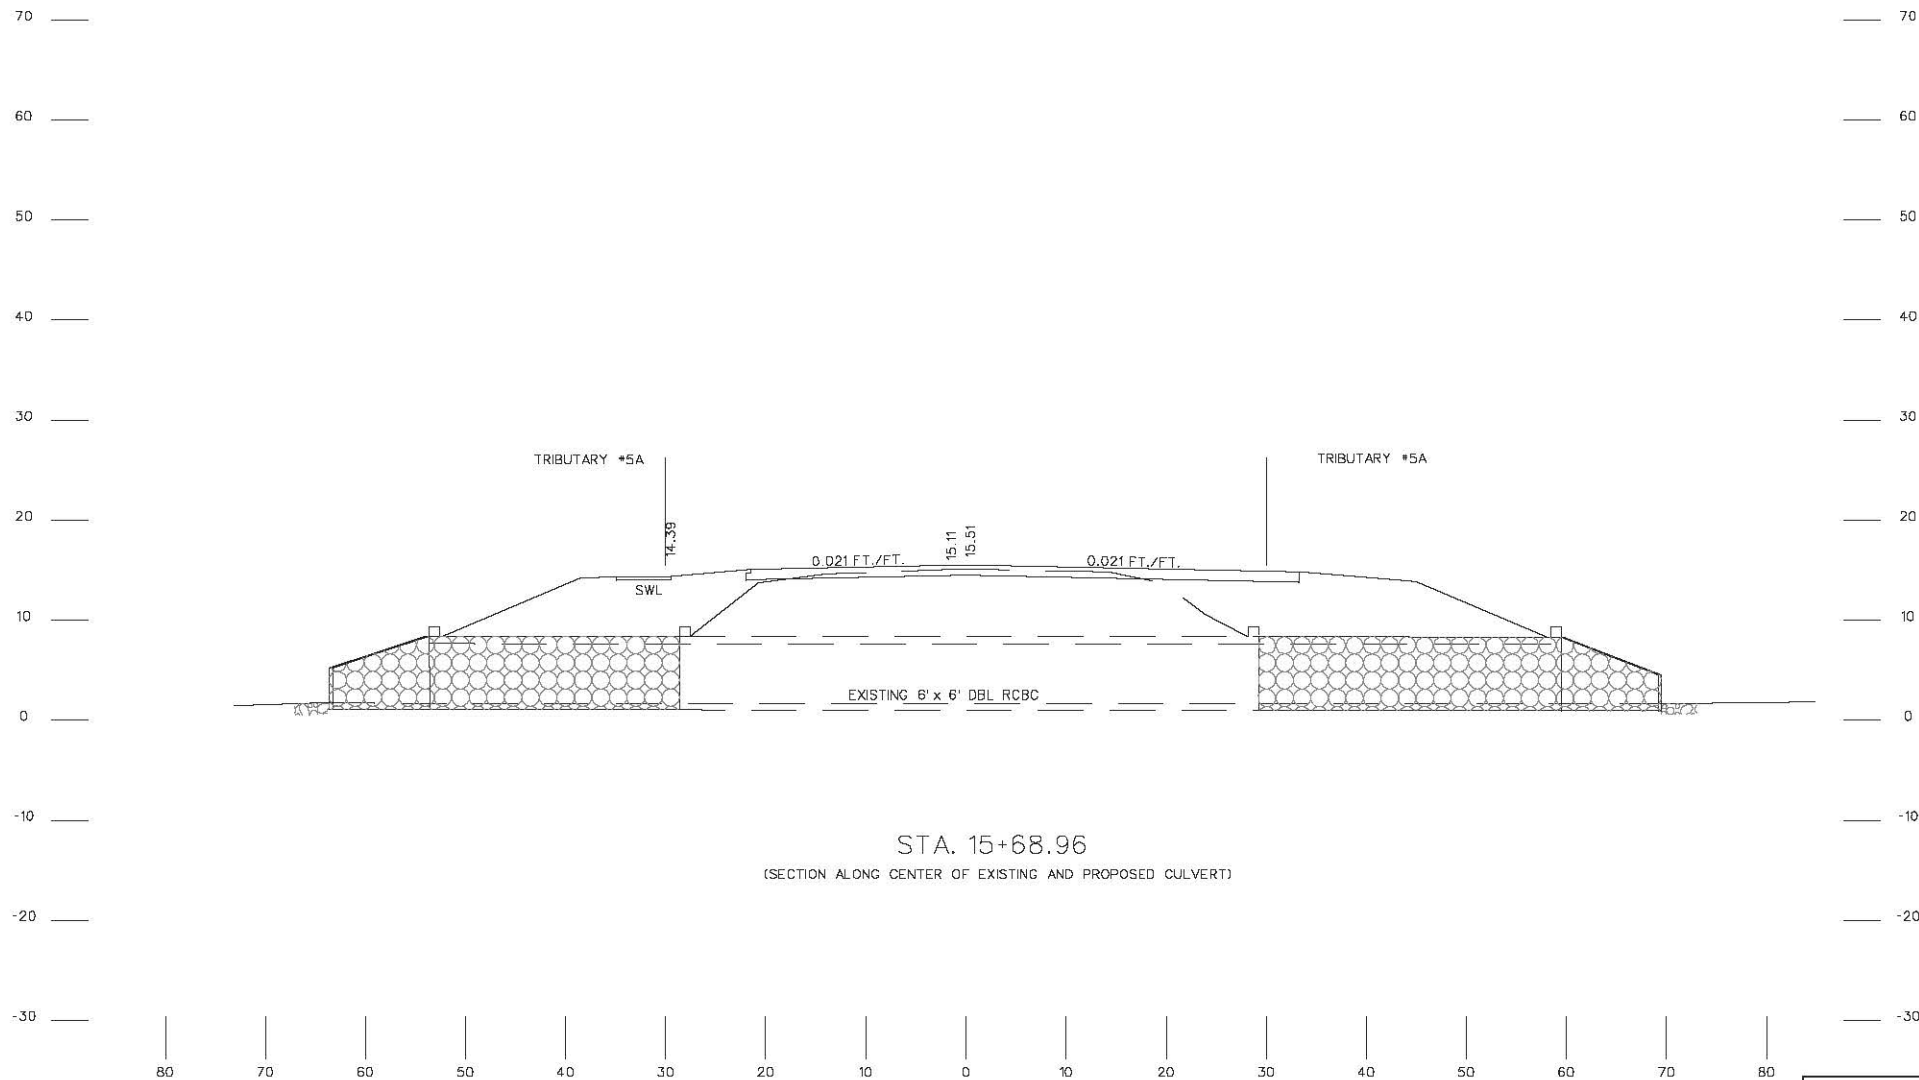 70 70
60 60
50 50
40 40
30 30
TRIBUTARY #5A TRIBUTARY #5A
20 20
14.39 15.11 15.51
0.021 FT./FT. 0.021 FT./FT.
SWL
10 10
EXISTING 6' x 6' DBL RCBC
0 0
-10 -10
STA. 15+68.96
(SECTION ALONG CENTER OF EXISTING AND PROPOSED CULVERT)
-20 -20
-30 -30
80 70 60 50 40 30 20 10 0 10 20 30 40 50 60 70 80